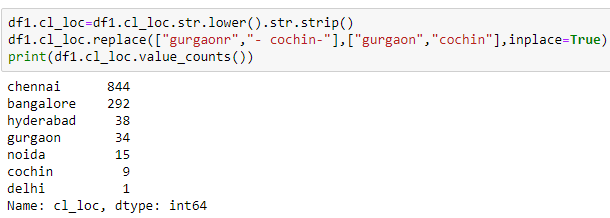 df1.cl_loc=df1.cl_loc.str.lower().str.strip()
df1.cl_loc.replace(["gurgaonr","- cochin-"],["gurgaon","cochin"],inplace=True)
print(df1.cl_loc.value_counts())
chennai 844
bangalore 292
hyderabad 38
gurgaon 34
noida 15
cochin 9
delhi 1
Name: cl_loc, dtype: int64